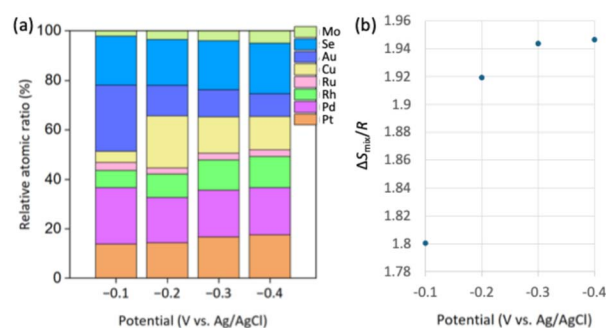 (a)
100
80
60
40
20
0
Relative atomic ratio (%)
−0.1 −0.2 −0.3 −0.4
Potential (V vs. Ag/AgCl)
Mo
Se
Au
Cu
Ru
Rh
Pd
Pt
(b)
1.96
1.94
1.92
1.9
1.88
1.86
1.84
1.82
1.8
1.78
ΔSmix/R
-0.1 -0.2 -0.3 -0.4
Potential (V vs. Ag/AgCl)